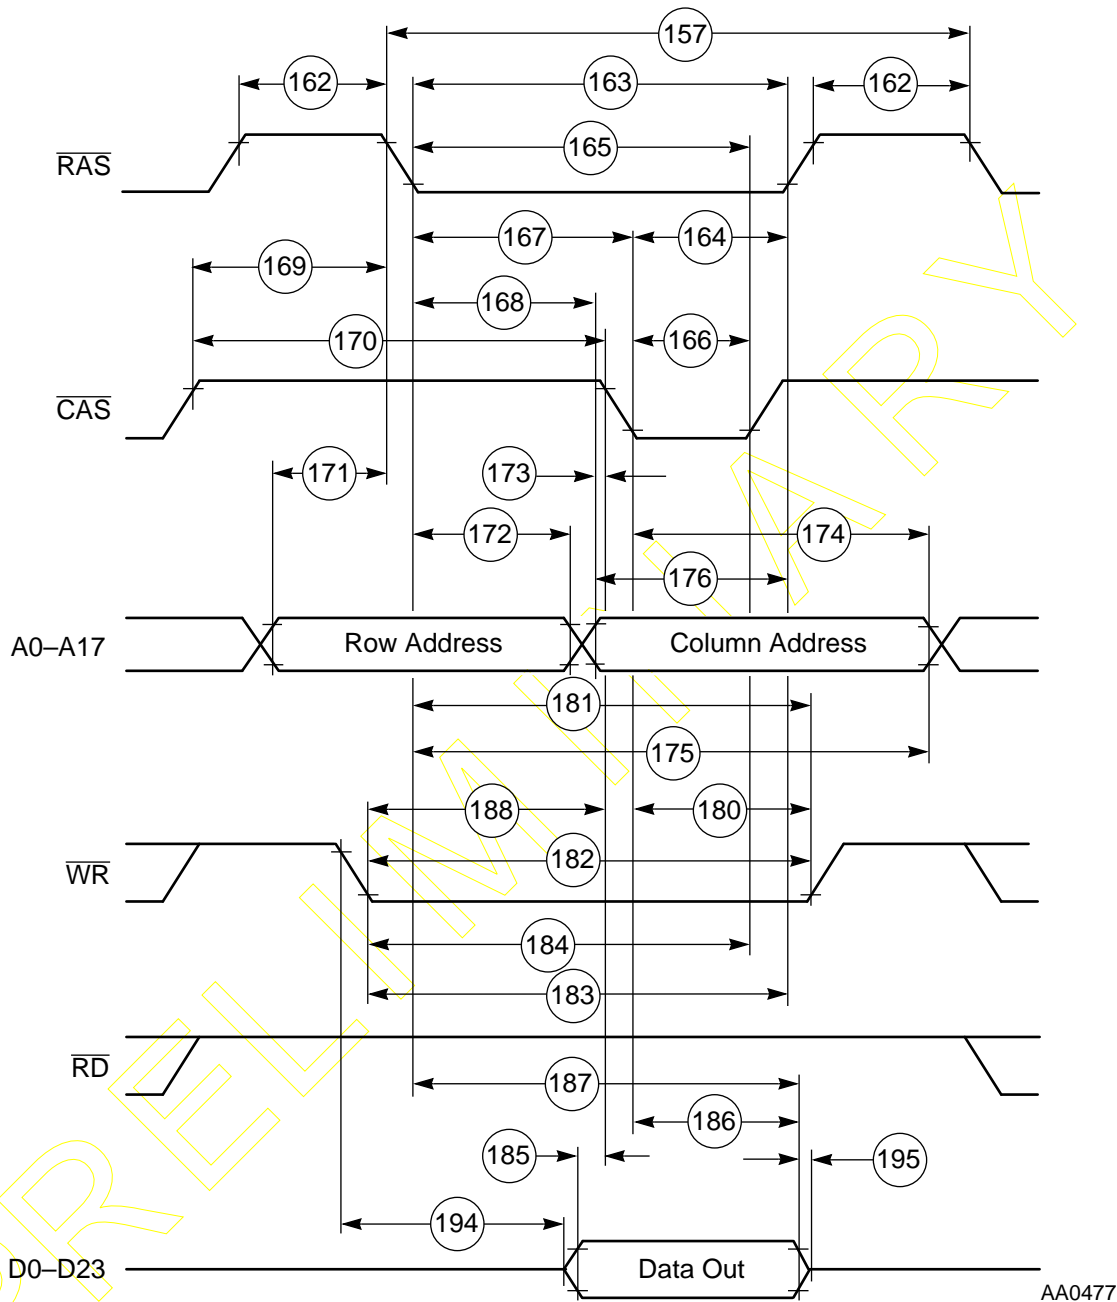 157
162
163
162
165
RAS
167
164
169
168
170
166
CAS
171
173
172
174
176
A0–A17
Row Address
Column Address
181
175
188
180
WR
182
184
183
RD
187
186
185
195
194
D0–D23
Data Out
AA0477
PRELIMINARY